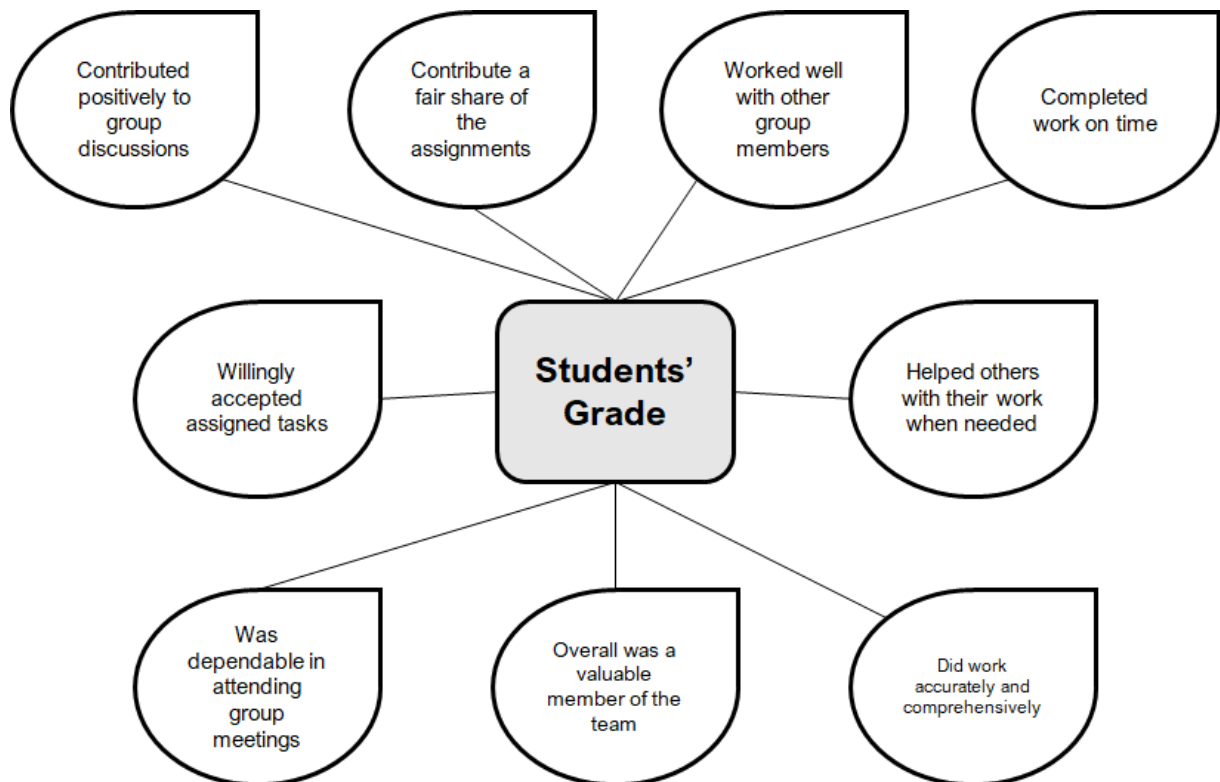 Contributed
positively to
group
discussions
Contribute a
fair share of
the
assignments
Worked well
with other
group
members
Completed
work on time
Willingly
accepted
assigned tasks
Students’
Grade
Helped others
with their work
when needed
Was
dependable in
attending
group
meetings
Overall was a
valuable
member of the
team
Did work
accurately and
comprehensively